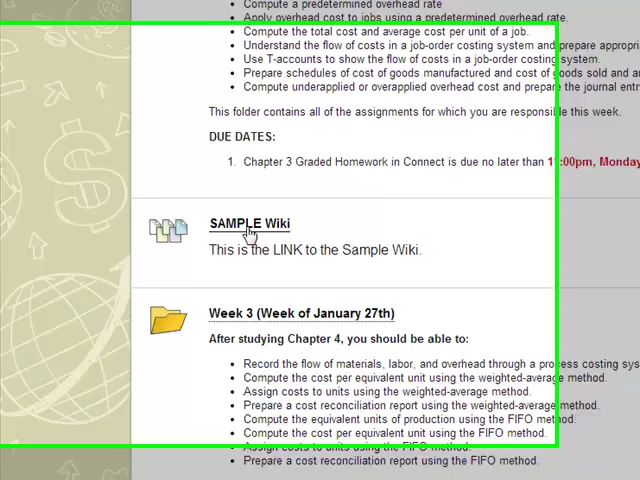 Compute a predetermined overhead rate
Apply overhead cost to jobs using a predetermined overhead rate.
Compute the total cost and average cost per unit of a job.
Understand the flow of costs in a job-order costing system and prepare appropri
Use T-accounts to show the flow of costs in a job-order costing system.
Prepare schedules of cost of goods manufactured and cost of goods sold and
Compute underapplied or overapplied overhead cost and prepare the journal entr
This folder contains all of the assignments for which you are responsible this week.
DUE DATES:
1. Chapter 3 Graded Homework in Connect is due no later than 11:00pm, Monday
SAMPLE Wiki
This is the LINK to the Sample Wiki.
Week 3 (Week of January 27th)
After studying Chapter 4, you should be able to:
Record the flow of materials, labor, and overhead through a process costing sys
Compute the cost per equivalent unit using the weighted-average method.
Assign costs to units using the weighted-average method.
Prepare a cost reconciliation report using the weighted-average method.
Compute the equivalent units of production using the FIFO method.
Compute the cost per equivalent unit using the FIFO method.
Assign costs to units using the FIFO method.
Prepare a cost reconciliation report using the FIFO method.